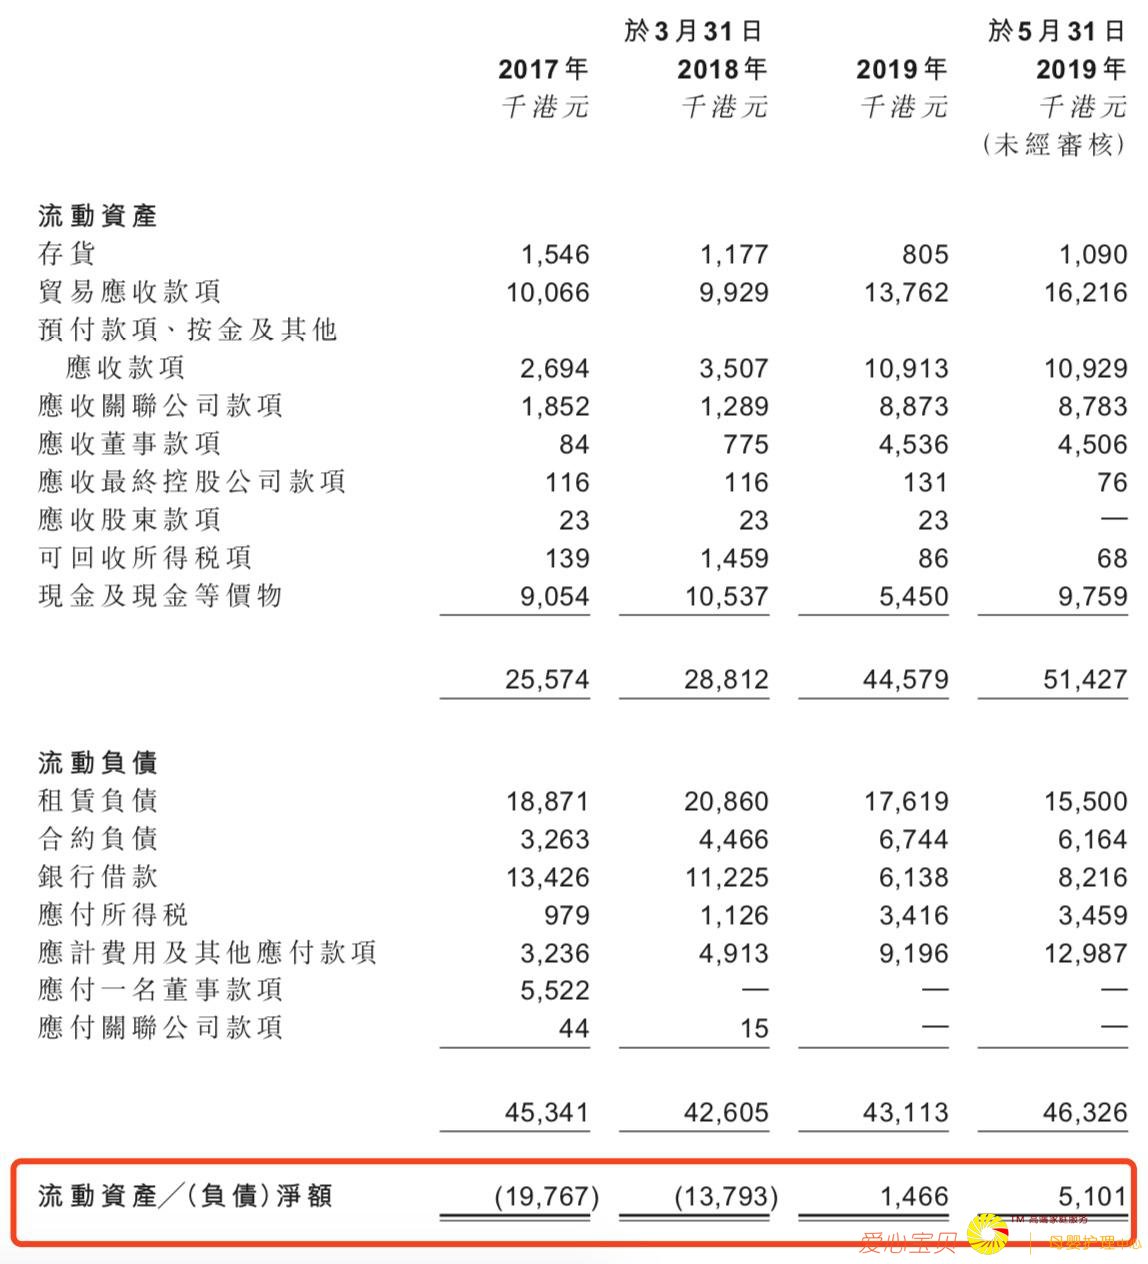 於3月31日 於5月31日
2017年 2018年 2019年 2019年
千港元 千港元 千港元 千港元
(未經審核)
流動資產
存貨 1,546 1,177 805 1,090
貿易應收款項 10,066 9,929 13,762 16,216
預付款項、按金及其他
應收款項 2,694 3,507 10,913 10,929
應收關聯公司款項 1,852 1,289 8,873 8,783
應收董事款項 84 775 4,536 4,506
應收最終控股公司款項 116 116 131 76
應收股東款項 23 23 23 —
可回收所得稅項 139 1,459 86 68
現金及現金等價物 9,054 10,537 5,450 9,759
25,574 28,812 44,579 51,427
流動負債
租賃負債 18,871 20,860 17,619 15,500
合約負債 3,263 4,466 6,744 6,164
銀行借款 13,426 11,225 6,138 8,216
應付所得稅 979 1,126 3,416 3,459
應計費用及其他應付款項 3,236 4,913 9,196 12,987
應付一名董事款項 5,522 — — —
應付關聯公司款項 44 15 — —
45,341 42,605 43,113 46,326
流動資產╱(負債)淨額 (19,767) (13,793) 1,466 5,101
TM 高端家庭服务
爱心宝贝 母婴护理中心